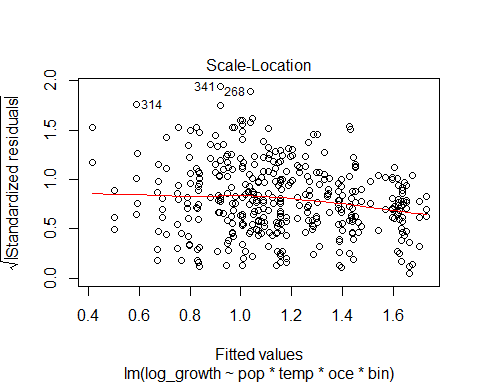 Scale-Location
√|Standardized residuals|
2.0
1.5
1.0
0.5
0.0
341
268
314
0.4 0.6 0.8 1.0 1.2 1.4 1.6
Fitted values
lm(log_growth ~ pop * temp * oce * bin)